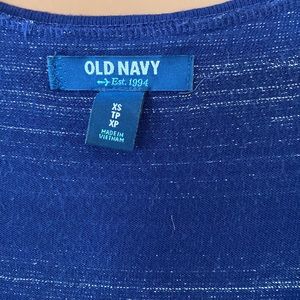 OLD NAVY
Est. 1994
XS
TP
XP
MADE IN
VIETNAM